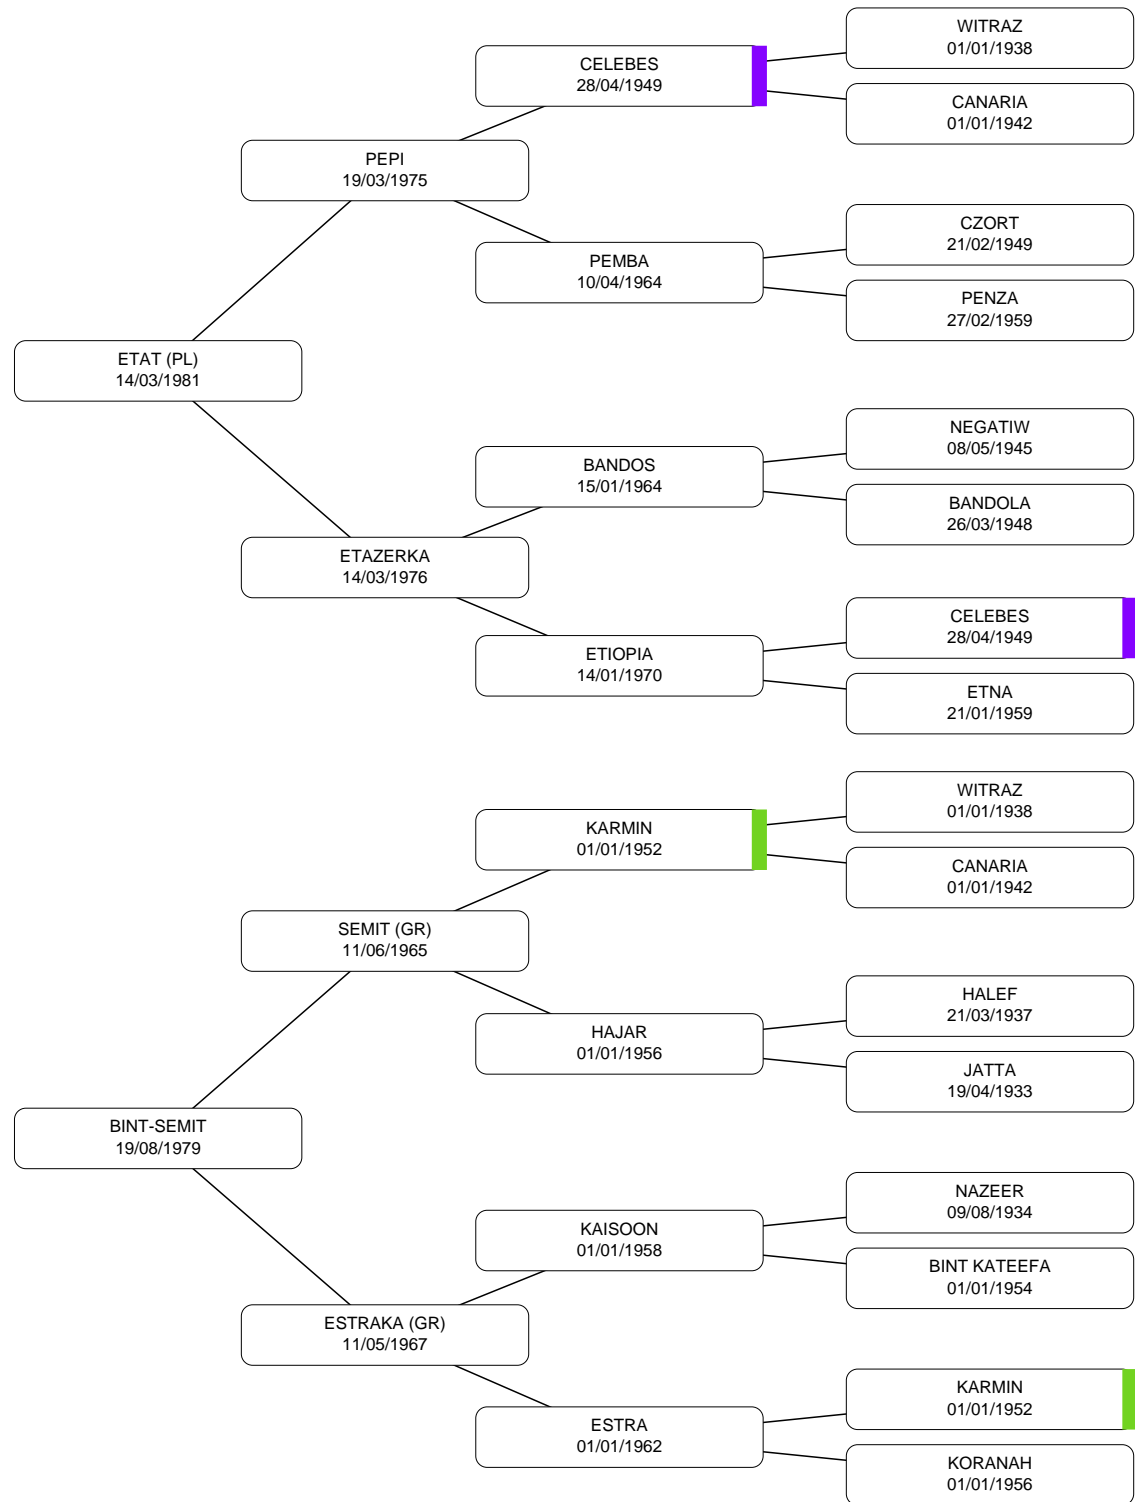 WITRAZ
01/01/1938
CELEBES
28/04/1949
CANARIA
01/01/1942
PEPI
19/03/1975
CZORT
21/02/1949
PEMBA
10/04/1964
PENZA
27/02/1959
ETAT (PL)
14/03/1981
NEGATIW
08/05/1945
BANDOS
15/01/1964
BANDOLA
26/03/1948
ETAZERKA
14/03/1976
CELEBES
28/04/1949
ETIOPIA
14/01/1970
ETNA
21/01/1959
WITRAZ
01/01/1938
KARMIN
01/01/1952
CANARIA
01/01/1942
SEMIT (GR)
11/06/1965
HALEF
21/03/1937
HAJAR
01/01/1956
JATTA
19/04/1933
BINT-SEMIT
19/08/1979
NAZEER
09/08/1934
KAISOON
01/01/1958
BINT KATEEFA
01/01/1954
ESTRAKA (GR)
11/05/1967
KARMIN
01/01/1952
ESTRA
01/01/1962
KORANAH
01/01/1956